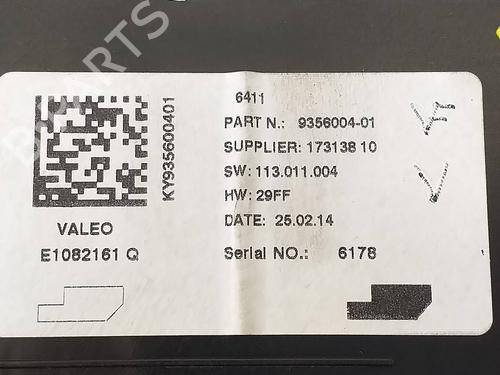 6411
PART N.: 9356004-01
SUPPLIER: 173138 10
SW: 113.011.004
HW: 29FF
DATE: 25.02.14
Serial NO.: 6178
KY935600401
VALEO
E1082161 Q